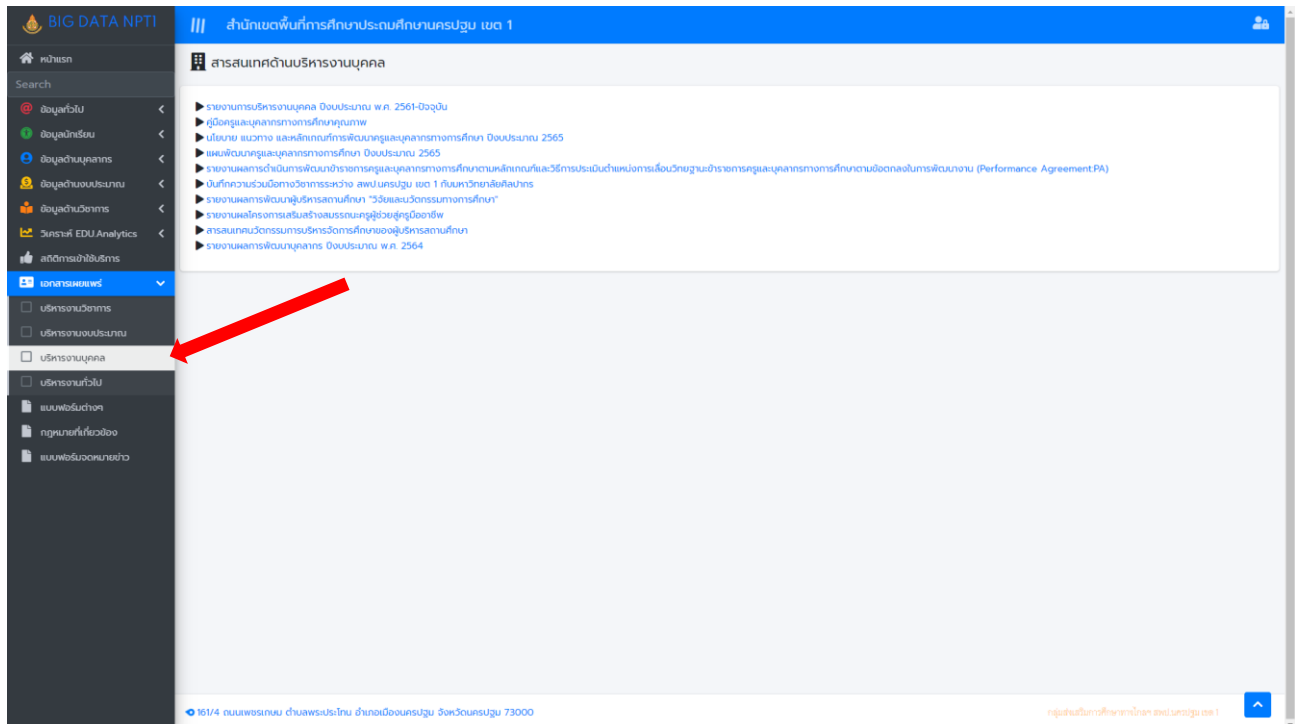 BIG DATA NPT1
สำนักเขตพื้นที่การศึกษาประถมศึกษานครปฐม เขต 1
หน้าแรก
Search
ข้อมูลทั่วไป
ข้อมูลนักเรียน
ข้อมูลด้านบุคลากร
ข้อมูลด้านงบประมาณ
ข้อมูลด้านวิชาการ
วิเคราะห์ EDU.Analytics
สถิติการเข้าใช้บริการ
เอกสารเผยแพร่
บริหารงานวิชาการ
บริหารงานงบประมาณ
บริหารงานบุคคล
บริหารงานทั่วไป
แบบฟอร์มต่างๆ
กฎหมายที่เกี่ยวข้อง
แบบฟอร์มจดหมายข่าว
สารสนเทศด้านบริหารงานบุคคล
รายงานการบริหารงานบุคคล ปีงบประมาณ พ.ศ. 2561-ปัจจุบัน
คู่มือครูและบุคลากรทางการศึกษาคุณภาพ
นโยบาย แนวทาง และหลักเกณฑ์การพัฒนาครูและบุคลากรทางการศึกษา ปีงบประมาณ 2565
แผนพัฒนาครูและบุคลากรทางการศึกษา ปีงบประมาณ 2565
รายงานผลการดำเนินการพัฒนาข้าราชการครูและบุคลากรทางการศึกษาตามหลักเกณฑ์และวิธีการประเมินตำแหน่งการเลื่อนวิทยฐานะข้าราชการครูและบุคลากรทางการศึกษาตามข้อตกลงในการพัฒนางาน (Performance Agreement:PA)
บันทึกความร่วมมือทางวิชาการระหว่าง สพป.นครปฐม เขต 1 กับมหาวิทยาลัยศิลปากร
รายงานผลการพัฒนาผู้บริหารสถานศึกษา "วิจัยและนวัตกรรมทางการศึกษา"
รายงานผลโครงการเสริมสร้างสมรรถนะครูผู้ช่วยสู่ครูมืออาชีพ
สารสนเทศนวัตกรรมการบริหารจัดการศึกษาของผู้บริหารสถานศึกษา
รายงานผลการพัฒนาบุคลากร ปีงบประมาณ พ.ศ. 2564
161/4 ถนนเพชรเกษม ตำบลพระประโทน อำเภอเมืองนครปฐม จังหวัดนครปฐม 73000
กลุ่มส่งเสริมการศึกษาทางไกลฯ สพป.นครปฐม เขต 1